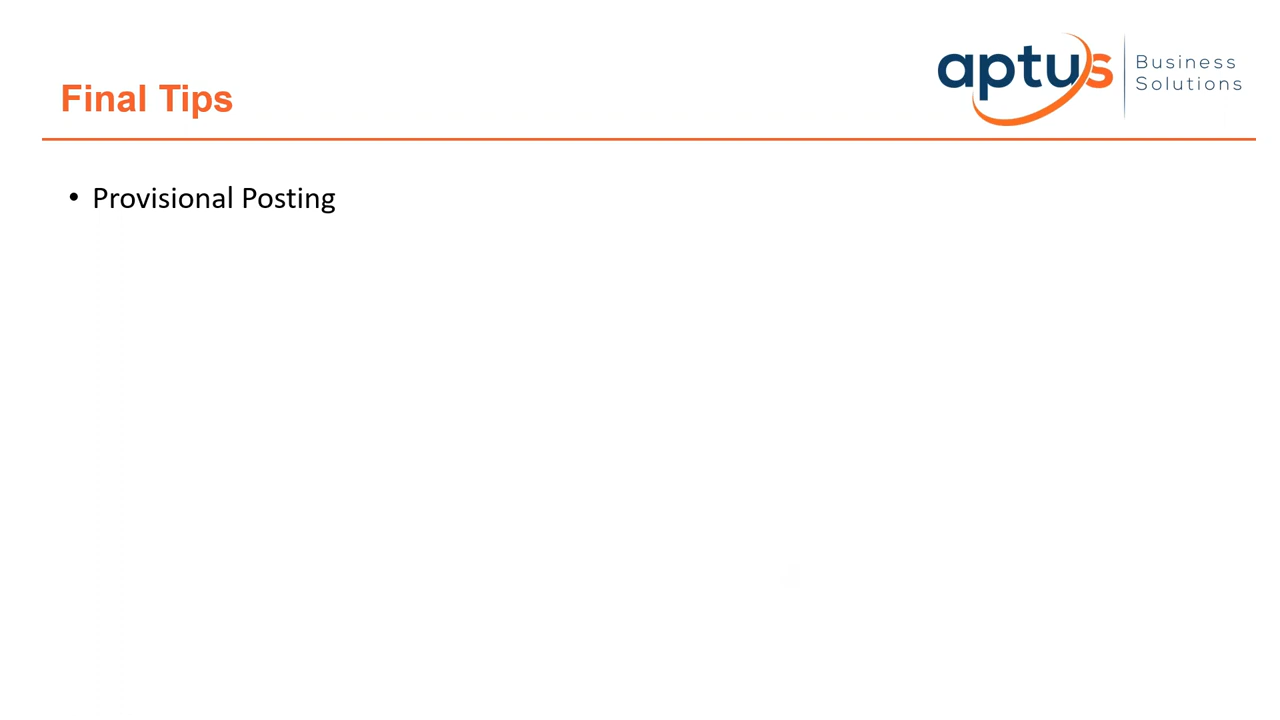 aptus
Business
Solutions
Final Tips
• Provisional Posting